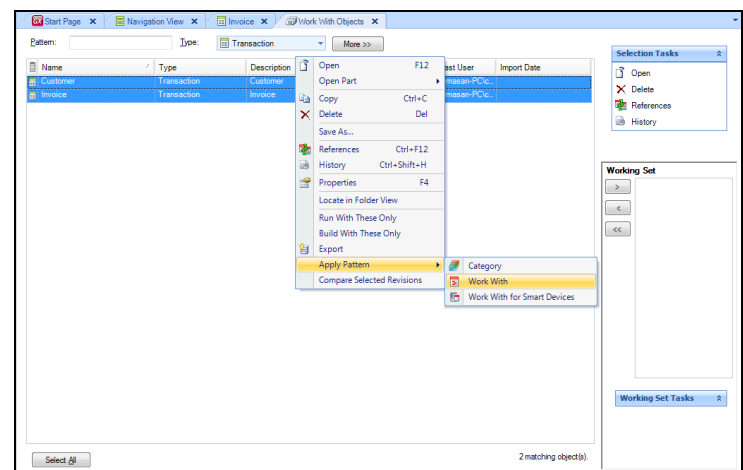 Start Page Navigation View Invoice Work With Objects
Pattern: Type: Transaction More >>
Name Type Description ast User Import Date
Customer Transaction Customer masan-PC\c..
Invoice Transaction Invoice masan-PC\c..
Open F12
Open Part
Copy Ctrl+C
Delete Del
Save As...
References Ctrl+F12
History Ctrl+Shift+H
Properties F4
Locate in Folder View
Run With These Only
Build With These Only
Export
Apply Pattern
Compare Selected Revisions
Category
Work With
Work With for Smart Devices
Selection Tasks
Open
Delete
References
History
Working Set
>
<
<<
Working Set Tasks
Select All
2 matching object(s).